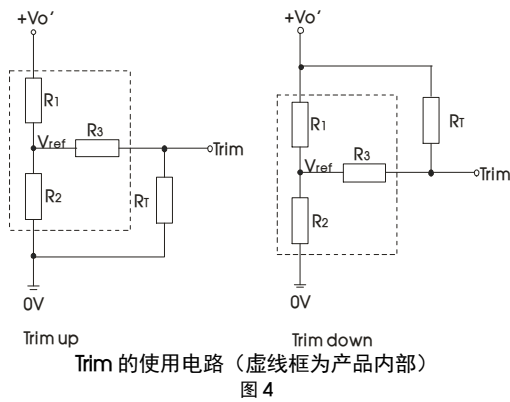 +Vo'
R1
Vref
R3
Trim
R2
RT
0V
Trim up
+Vo'
R1
RT
Vref
R3
Trim
R2
0V
Trim down
Trim 的使用电路（虚线框为产品内部）
图 4